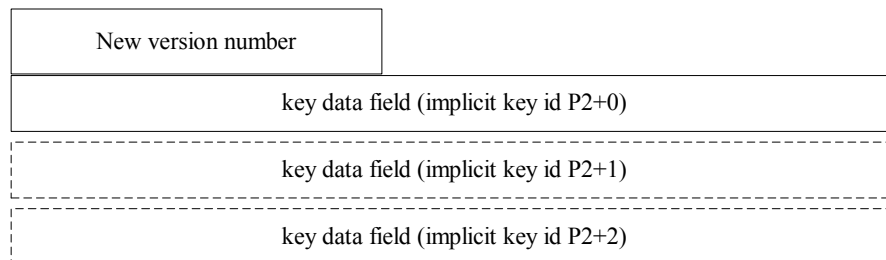 New version number
key data field (implicit key id P2+0)
key data field (implicit key id P2+1)
key data field (implicit key id P2+2)